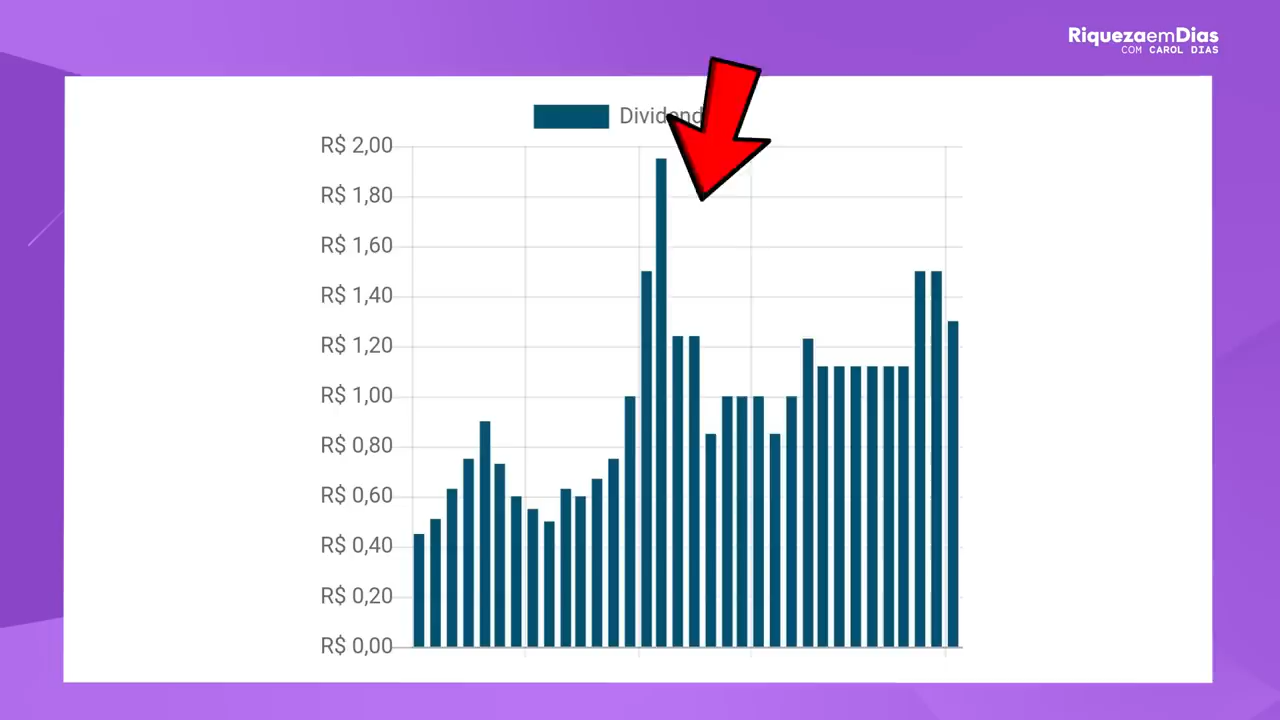 RiquezaemDias
COM CAROL DIAS
R$ 2,00
R$ 1,80
R$ 1,60
R$ 1,40
R$ 1,20
R$ 1,00
R$ 0,80
R$ 0,60
R$ 0,40
R$ 0,20
R$ 0,00